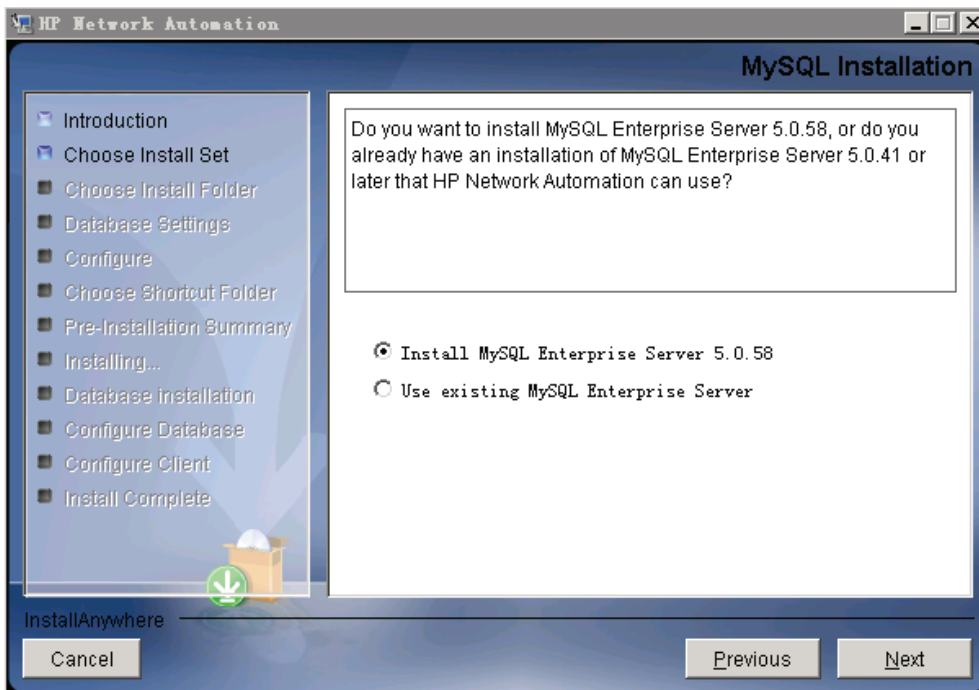 HP Network Automation
MySQL Installation
Introduction
Choose Install Set
Choose Install Folder
Database Settings
Configure
Choose Shortcut Folder
Pre-Installation Summary
Installing...
Database installation
Configure Database
Configure Client
Install Complete
Do you want to install MySQL Enterprise Server 5.0.58, or do you
already have an installation of MySQL Enterprise Server 5.0.41 or
later that HP Network Automation can use?
Install MySQL Enterprise Server 5.0.58
Use existing MySQL Enterprise Server
InstallAnywhere
Cancel
Previous
Next